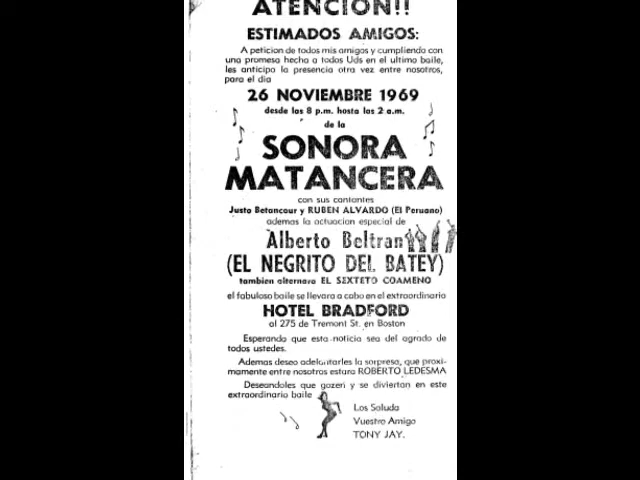 ATENCION!!
ESTIMADOS AMIGOS:
A peticion de todos mis amigos y cumpliendo con
una promesa hecha a todos Uds en el ultimo baile,
les anticipo la presencia otra vez entre nosotros,
para el dia
26 NOVIEMBRE 1969
desde las 8 p.m. hasta las 2 a.m.
de la
SONORA
MATANCERA
con sus cantantes
Justo Betancour y RUBEN ALVARDO (El Peruano)
ademas la actuacion especial de
Alberto Beltran
(EL NEGRITO DEL BATEY)
tambien alternara EL SEXTETO COAMENO
el fabuloso baile se llevara a cabo en el extraordinario
HOTEL BRADFORD
al 275 de Tremont St. en Boston
Esperando que esta noticia sea del agrado de
todos ustedes.
Ademas deseo adelantarles la sorpresa, que proxi-
mamente entre nosotros estara ROBERTO LEDESMA
Deseandoles que gozen y se diviertan en este
extraordinario baile
Los Saluda
Vuestro Amigo
TONY JAY.